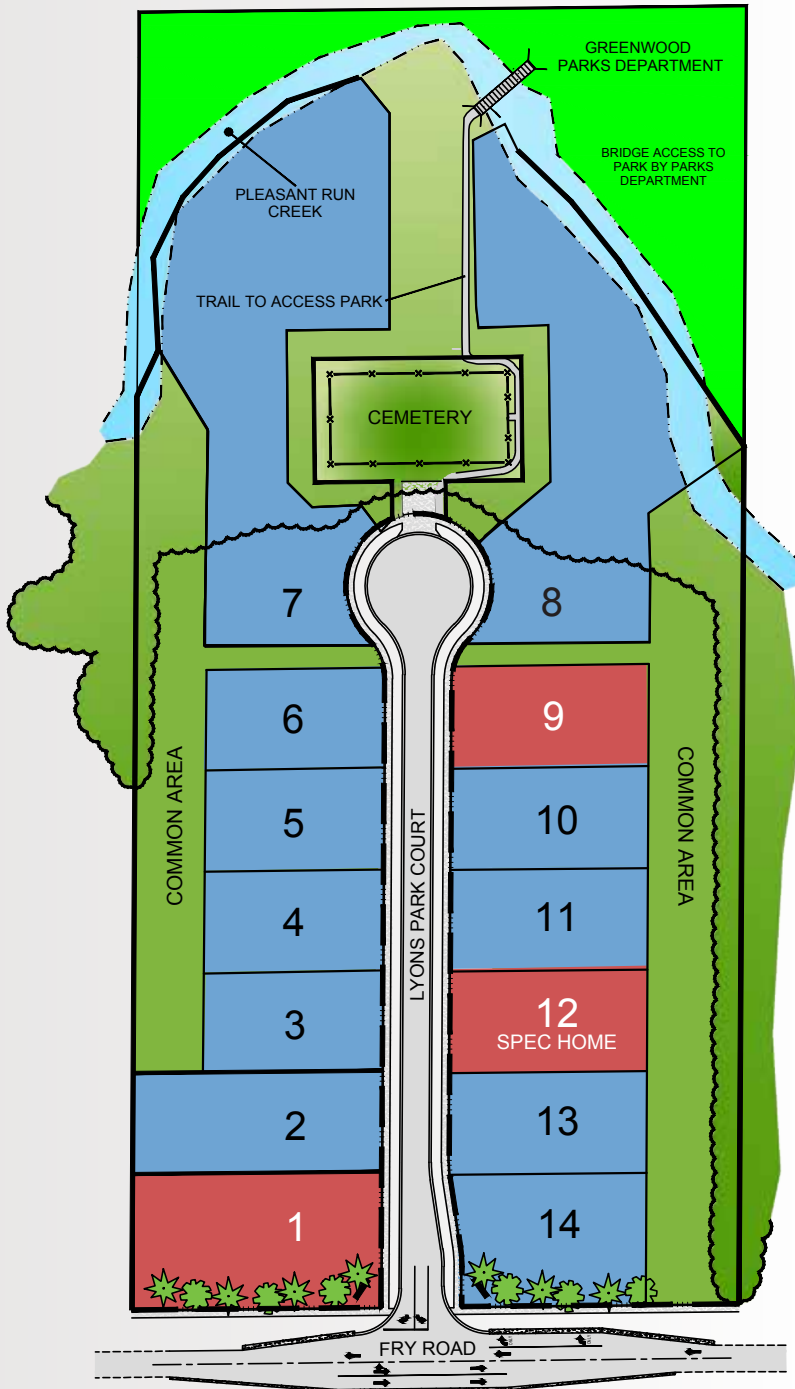 GREENWOOD
PARKS DEPARTMENT
BRIDGE ACCESS TO
PARK BY PARKS
DEPARTMENT
PLEASANT RUN
CREEK
TRAIL TO ACCESS PARK
CEMETERY
7
8
6
9
5
10
4
11
3
12
SPEC HOME
2
13
1
14
COMMON AREA
LYONS PARK COURT
COMMON AREA
FRY ROAD